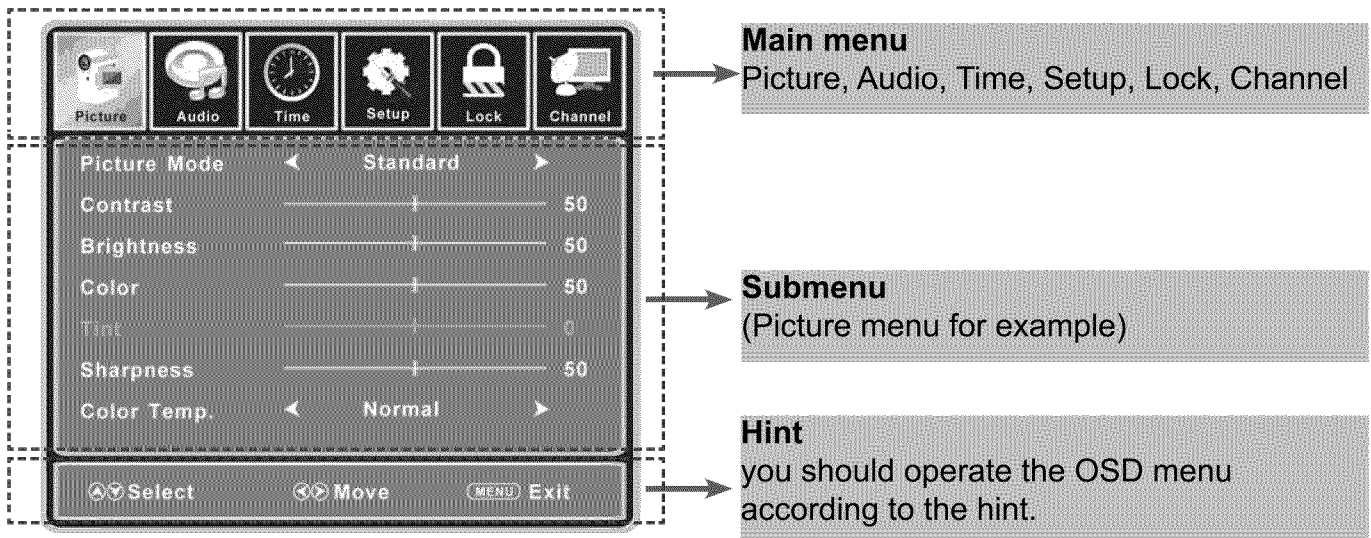 Picture Audio Time Setup Lock Channel
Main menu
Picture, Audio, Time, Setup, Lock, Channel
Picture Mode Standard
Contrast 50
Brightness 50
Color 50
Tint 0
Sharpness 50
Color Temp. Normal
Submenu
(Picture menu for example)
Select Move MENU Exit
Hint
you should operate the OSD menu
according to the hint.